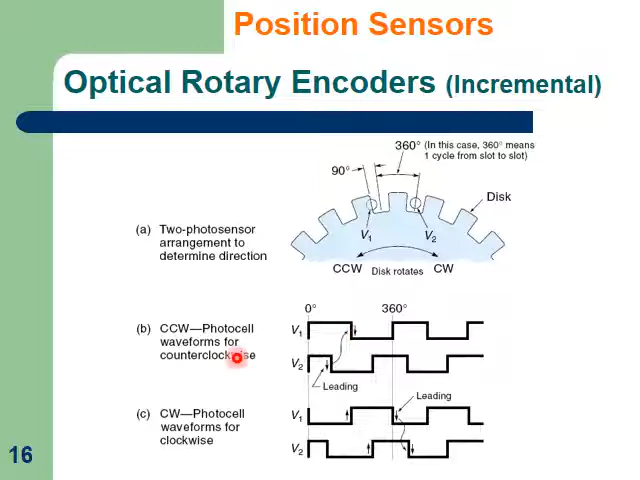 Position Sensors
Optical Rotary Encoders (Incremental)
360° (In this case, 360° means
1 cycle from slot to slot)
90°
Disk
V1
V2
(a) Two-photosensor
arrangement to
determine direction
CCW Disk rotates CW
0° 360°
(b) CCW—Photocell
waveforms for
counterclockwise
V1
V2
Leading
(c) CW—Photocell
waveforms for
clockwise
Leading
V1
V2
16